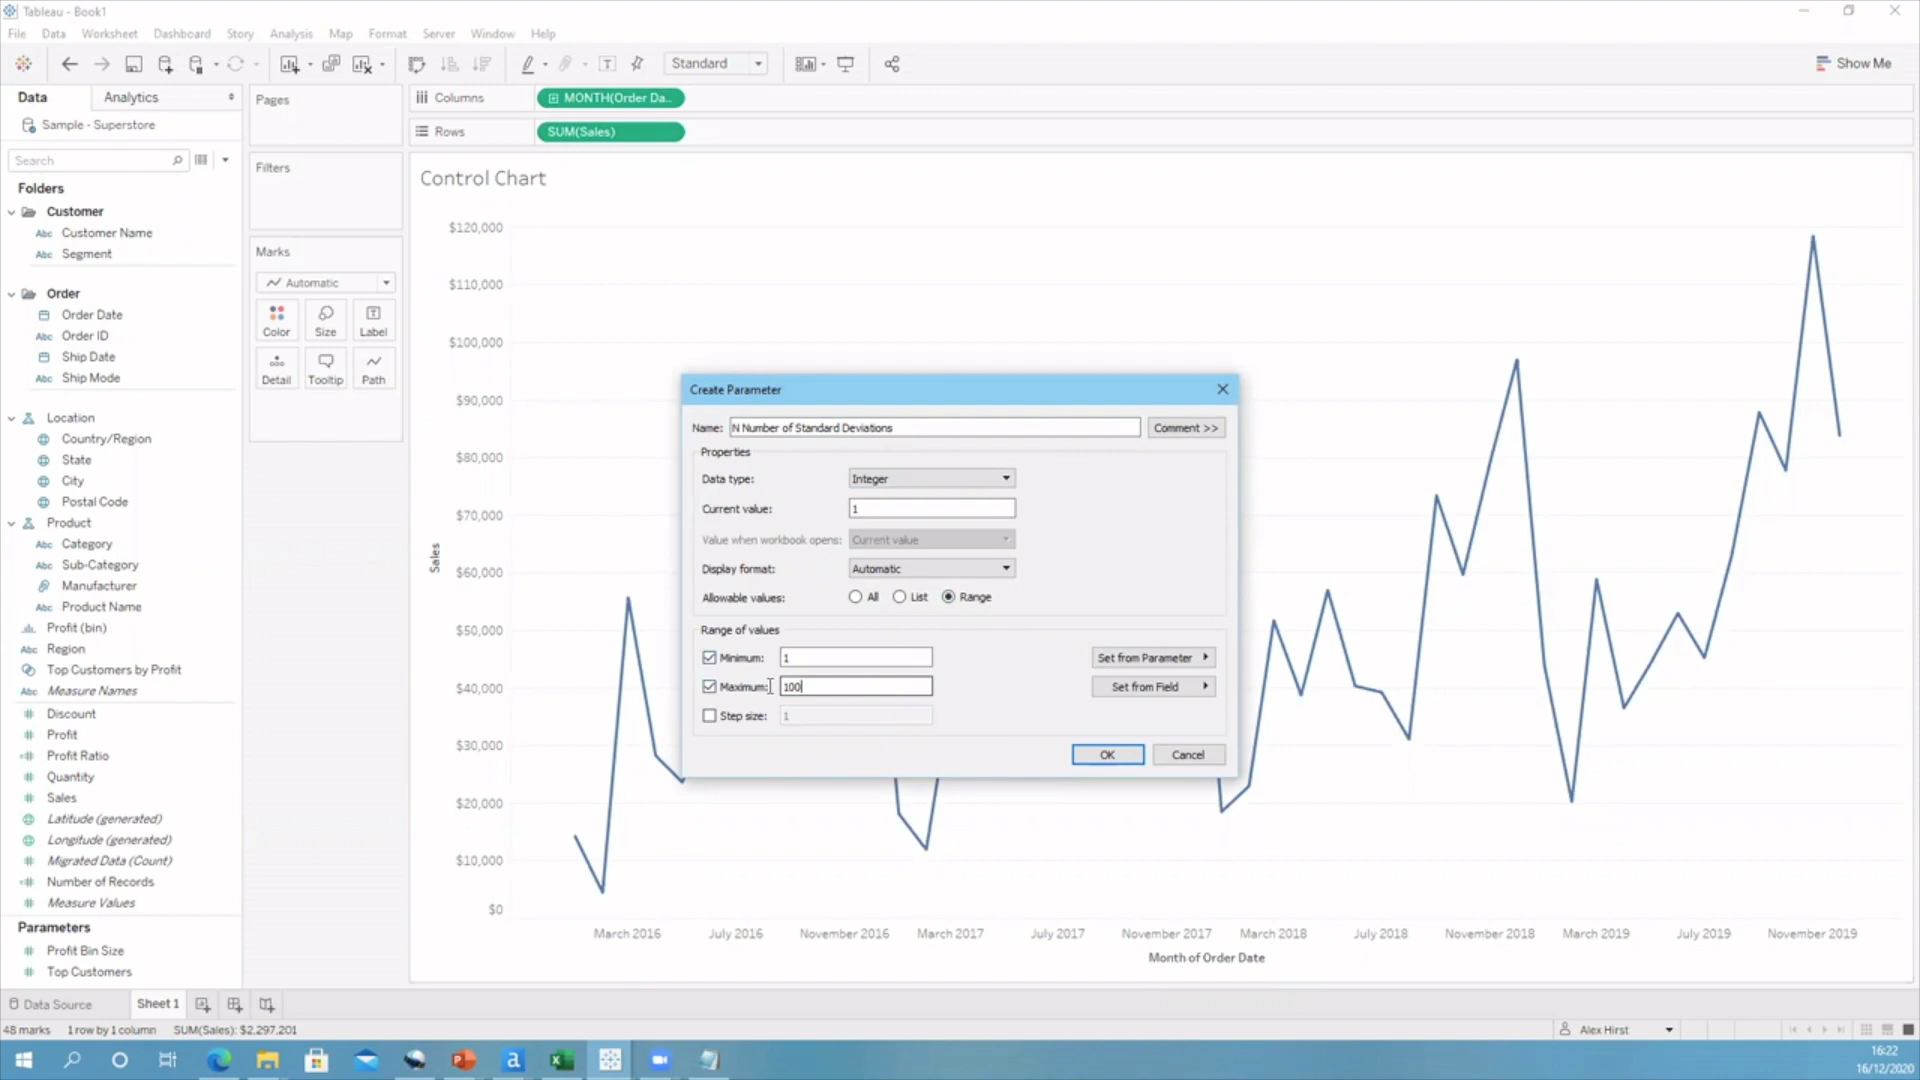 Tableau - Book1
File Data Worksheet Dashboard Story Analysis Map Format Server Window Help
Standard
Show Me
Data Analytics
Sample - Superstore
Search
Folders
Customer
Abc Customer Name
Abc Segment
Order
Order Date
Abc Order ID
Ship Date
Abc Ship Mode
Location
Country/Region
State
City
Postal Code
Product
Abc Category
Abc Sub-Category
Manufacturer
Abc Product Name
Profit (bin)
Abc Region
Top Customers by Profit
Abc Measure Names
# Discount
# Profit
=# Profit Ratio
# Quantity
# Sales
Latitude (generated)
Longitude (generated)
# Migrated Data (Count)
=# Number of Records
# Measure Values
Parameters
# Profit Bin Size
# Top Customers
Pages
Filters
Marks
Automatic
Color Size Label
Detail Tooltip Path
Columns MONTH(Order Da..
Rows SUM(Sales)
Control Chart
$120,000
$110,000
$100,000
$90,000
$80,000
$70,000
$60,000
$50,000
$40,000
$30,000
$20,000
$10,000
$0
Sales
March 2016 July 2016 November 2016 March 2017 July 2017 November 2017 March 2018 July 2018 November 2018 March 2019 July 2019 November 2019
Month of Order Date
Create Parameter
Name: N Number of Standard Deviations Comment >>
Properties
Data type: Integer
Current value: 1
Value when workbook opens: Current value
Display format: Automatic
Allowable values: All List Range
Range of values
Minimum: 1 Set from Parameter
Maximum: 100 Set from Field
Step size: 1
OK Cancel
Data Source Sheet 1
48 marks 1 row by 1 column SUM(Sales): $2,297,201
Alex Hirst
16:22
16/12/2020